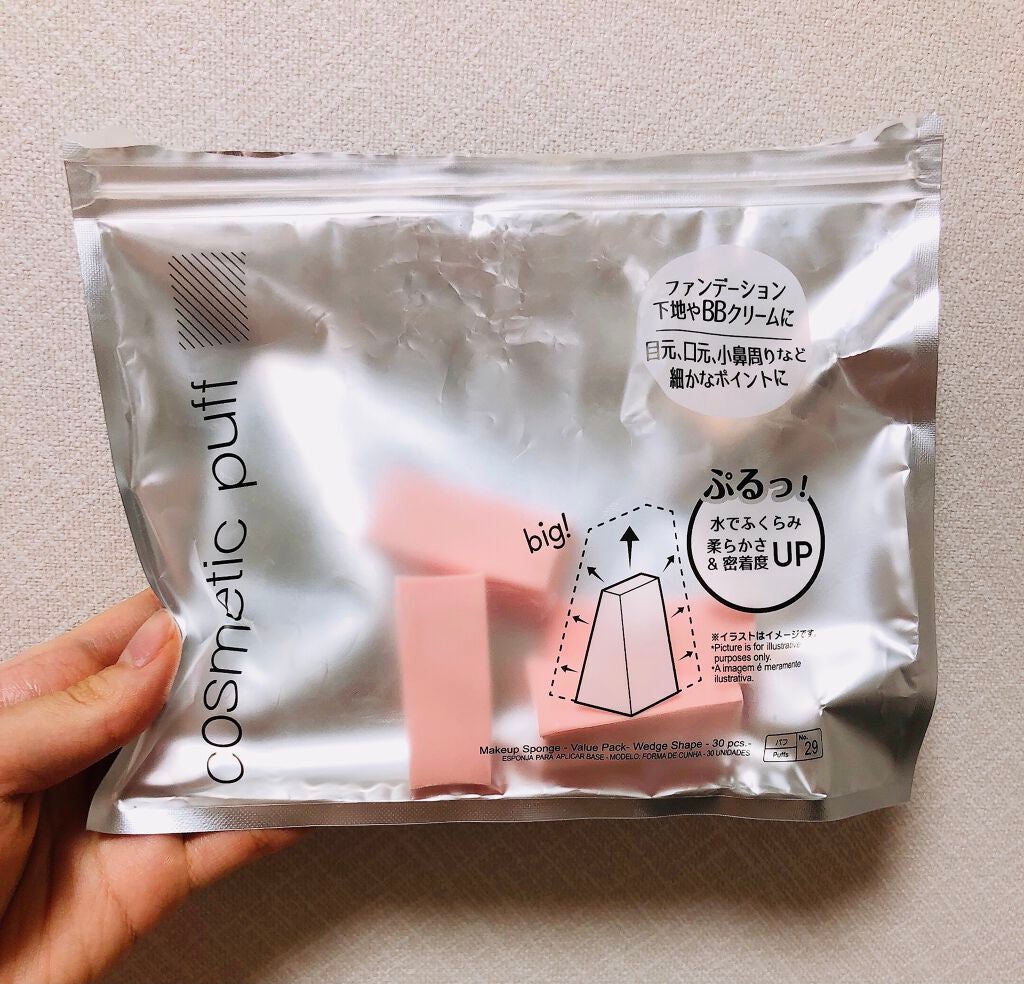 cosmetic puff
ファンデーション
下地やBBクリームに
目元、口元、小鼻周りなど
細かなポイントに
ぷるっ!
水でふくらみ
柔らかさ
&密着度 UP
big!
※イラストはイメージです。
*Picture is for illustrative
purposes only.
*A imagem é meramente
ilustrativa.
Makeup Sponge - Value Pack- Wedge Shape - 30 pcs.-
ESPONJA PARA APLICAR BASE - MODELO: FORMA DE CUNHA - 30 UNIDADES
パフ
Puffs
No.
29